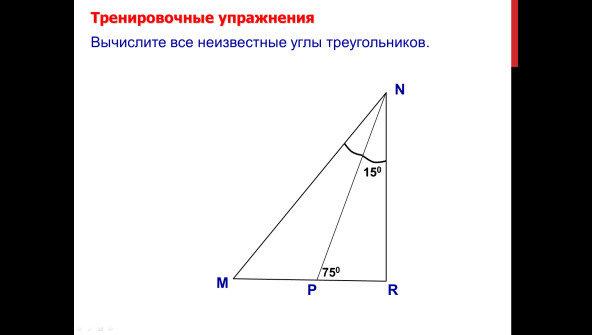 Тренировочные упражнения
Вычислите все неизвестные углы треугольников.
N
15⁰
M
75⁰
P
R